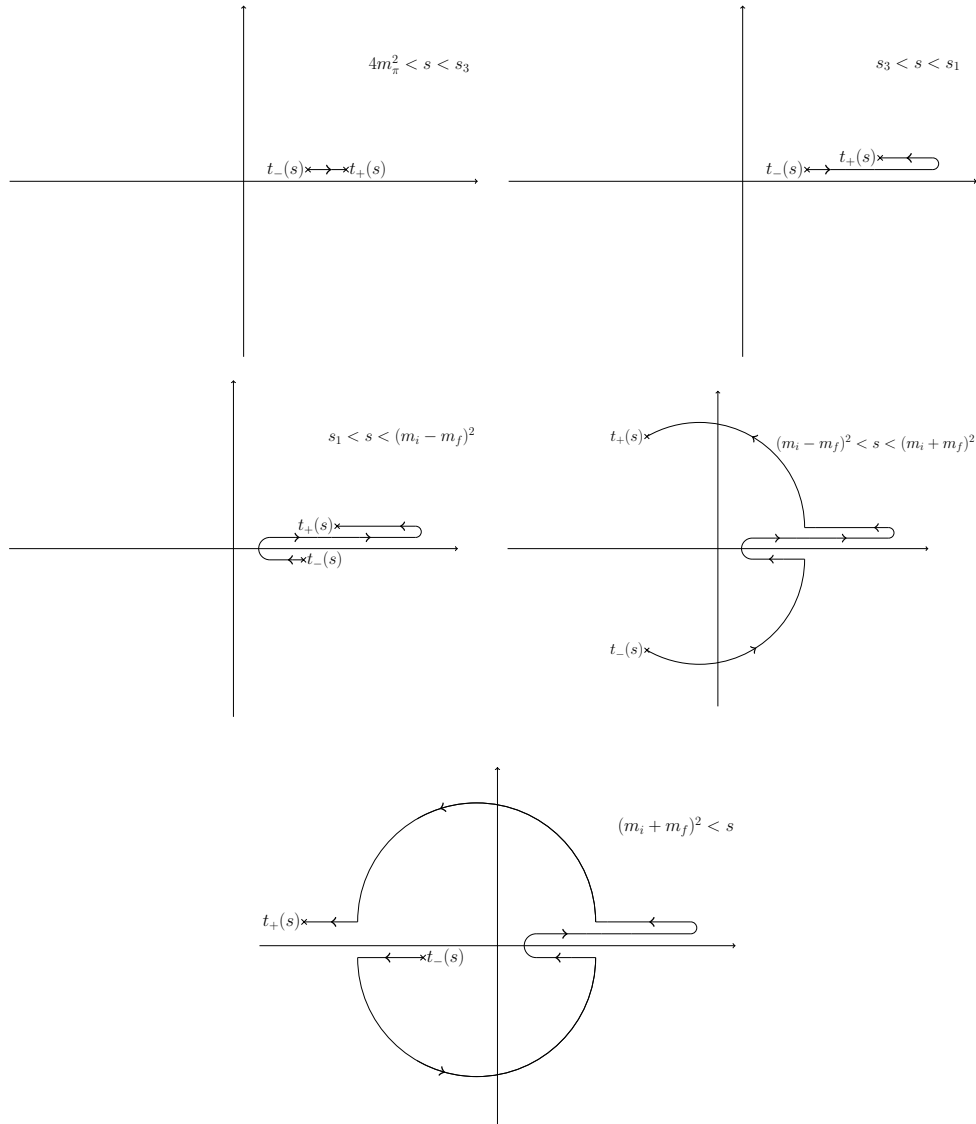 4m_π^2 < s < s_3
t_-(s) t_+(s)
s_3 < s < s_1
t_+(s)
t_-(s)
s_1 < s < (m_i − m_f)^2
t_+(s)
t_-(s)
t_+(s)
(m_i − m_f)^2 < s < (m_i + m_f)^2
t_-(s)
(m_i + m_f)^2 < s
t_+(s)
t_-(s)